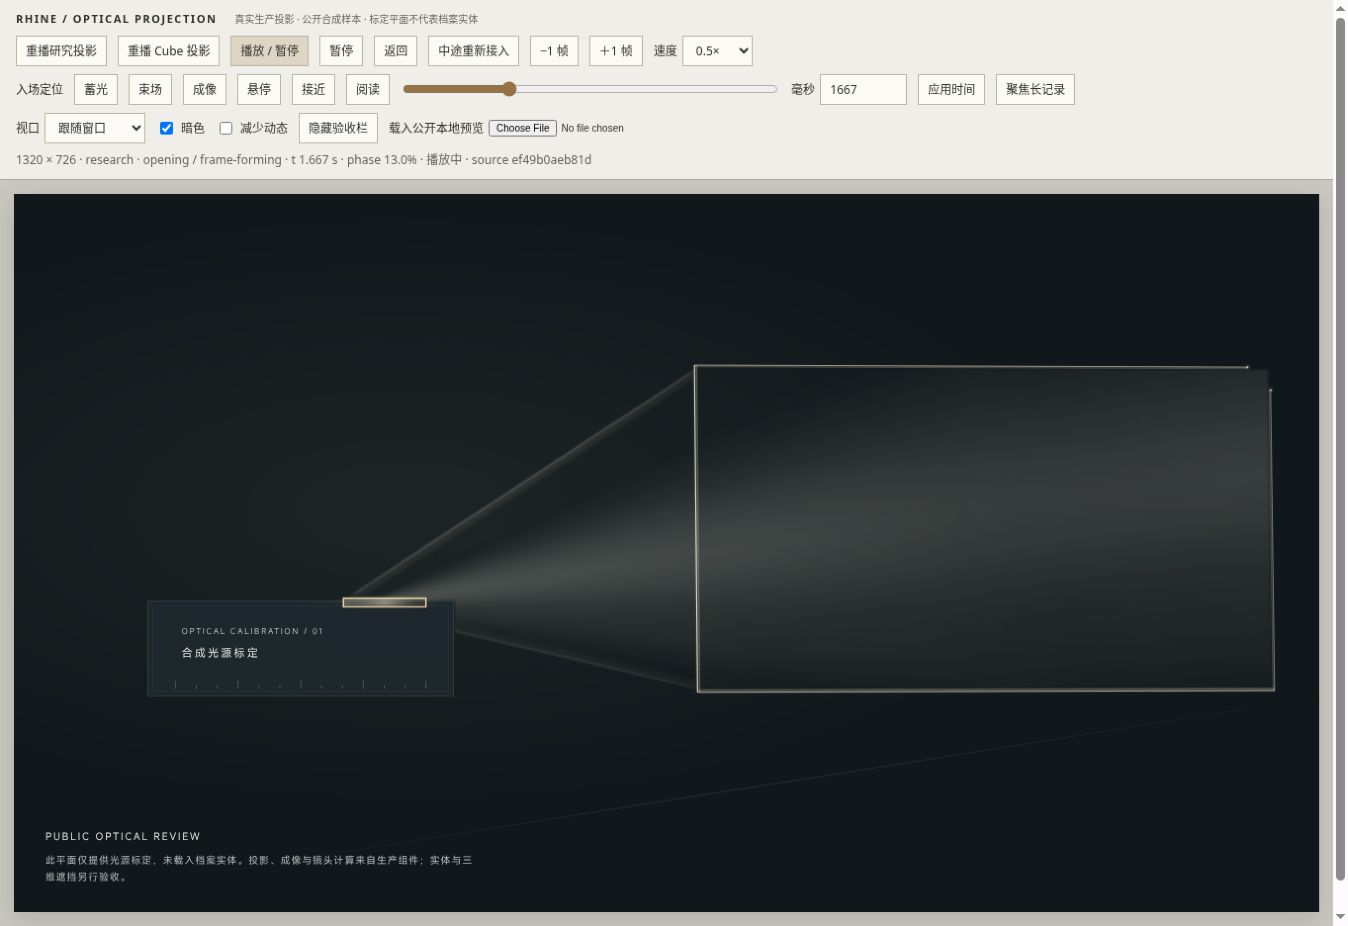 RHINE / OPTICAL PROJECTION 真实生产投影 · 公开合成样本 · 标定平面不代表档案实体
重播研究投影 重播 Cube 投影 播放 / 暂停 暂停 返回 中途重新接入 −1 帧 ＋1 帧 速度 0.5×
入场定位 蓄光 束场 成像 悬停 接近 阅读 毫秒 1667 应用时间 聚焦长记录
视口 跟随窗口 暗色 减少动态 隐藏验收栏 载入公开本地预览 Choose File No file chosen
1320 × 726 · research · opening / frame-forming · t 1.667 s · phase 13.0% · 播放中 · source ef49b0aeb81d
OPTICAL CALIBRATION / 01
合成光源标定
PUBLIC OPTICAL REVIEW
此平面仅提供光源标定，未载入档案实体。投影、成像与镜头计算来自生产组件；实体与三
维遮挡另行验收。